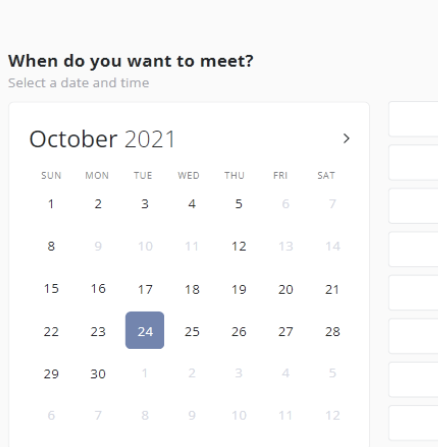 When do you want to meet?
Select a date and time
October 2021
SUN MON TUE WED THU FRI SAT
1 2 3 4 5 6 7
8 9 10 11 12 13 14
15 16 17 18 19 20 21
22 23 24 25 26 27 28
29 30 1 2 3 4 5
6 7 8 9 10 11 12